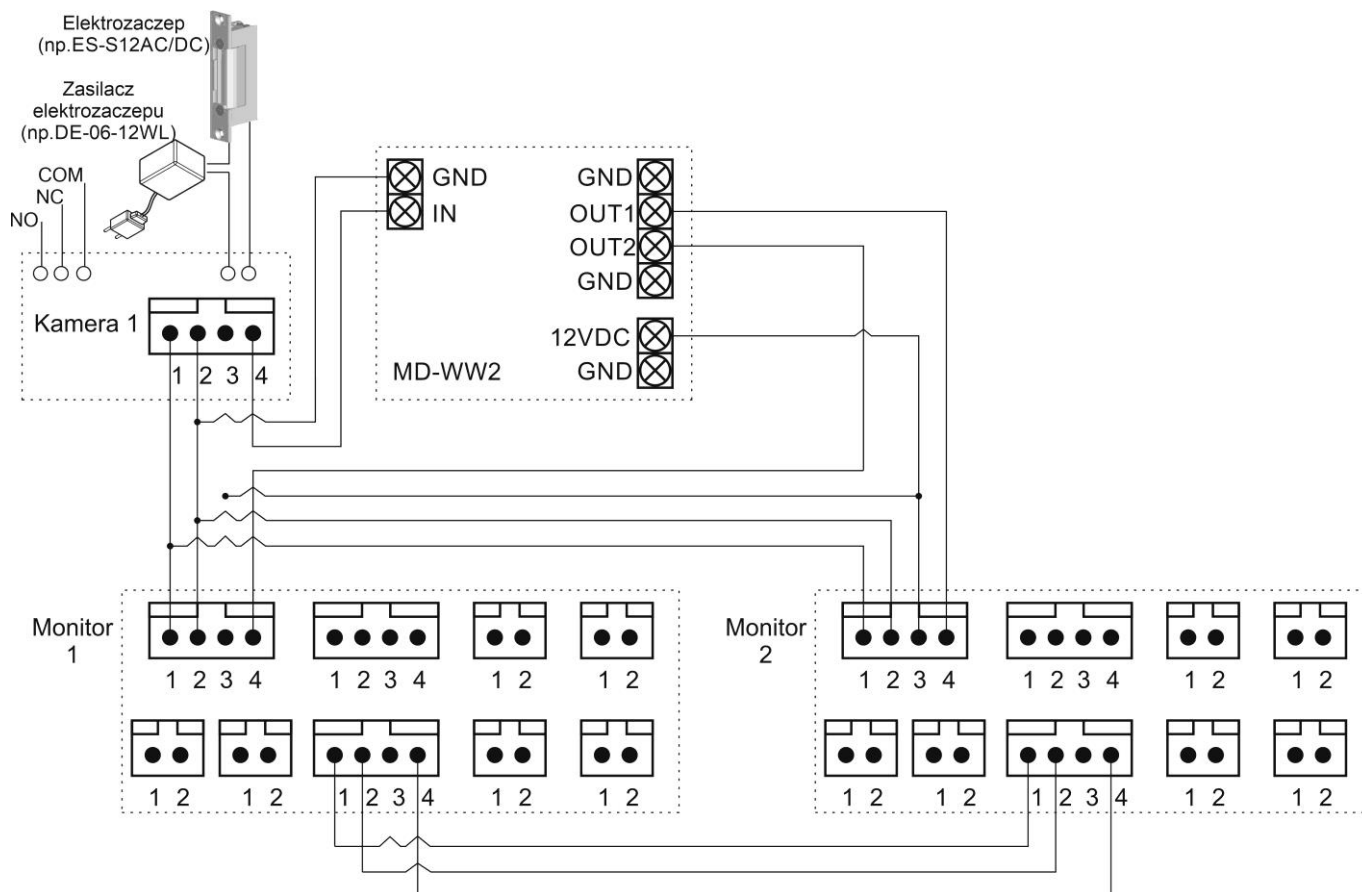 Elektrozaczep
(np.ES-S12AC/DC)
Zasilacz
elektrozaczepu
(np.DE-06-12WL)
COM
NC
NO
Kamera 1
1 2 3 4
GND
IN
GND
OUT1
OUT2
GND
12VDC
GND
MD-WW2
Monitor
1
1 2 3 4
1 2 3 4
1 2
1 2
1 2
1 2
1 2 3 4
1 2
1 2
Monitor
2
1 2 3 4
1 2 3 4
1 2
1 2
1 2
1 2
1 2 3 4
1 2
1 2